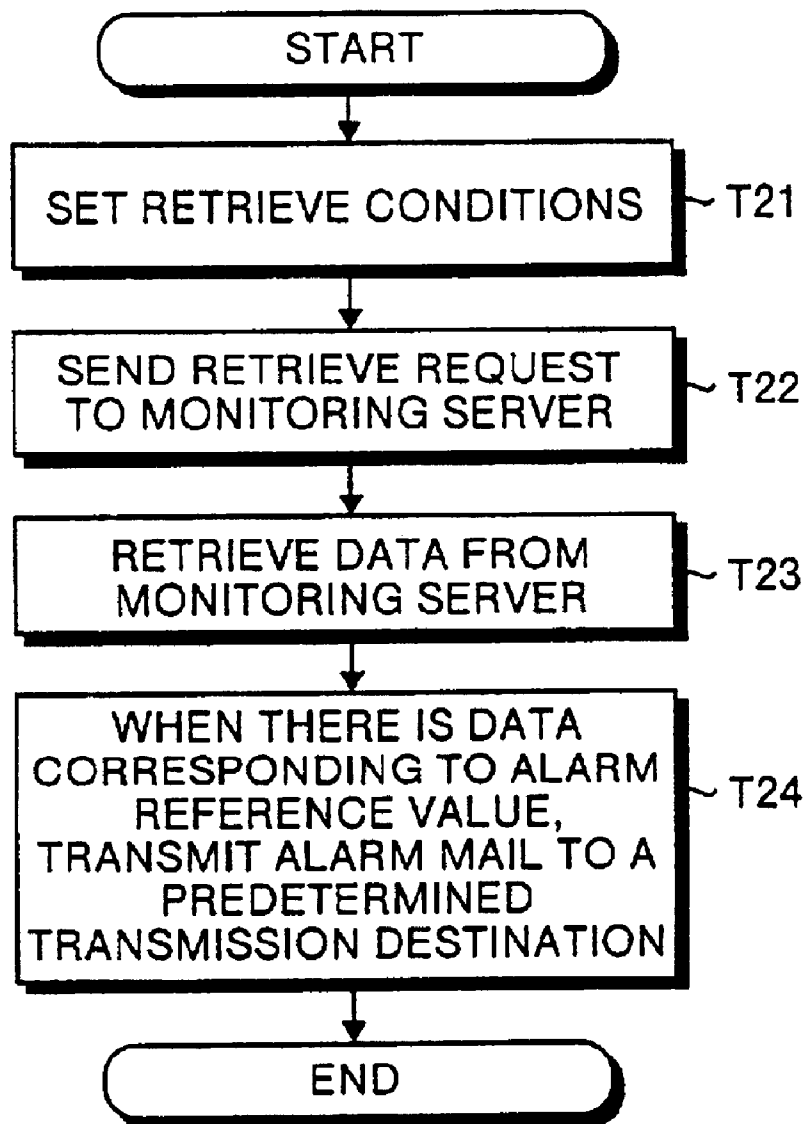 START
SET RETRIEVE CONDITIONS
T21
SEND RETRIEVE REQUEST
TO MONITORING SERVER
T22
RETRIEVE DATA FROM
MONITORING SERVER
T23
WHEN THERE IS DATA
CORRESPONDING TO ALARM
REFERENCE VALUE,
TRANSMIT ALARM MAIL TO A
PREDETERMINED
TRANSMISSION DESTINATION
T24
END